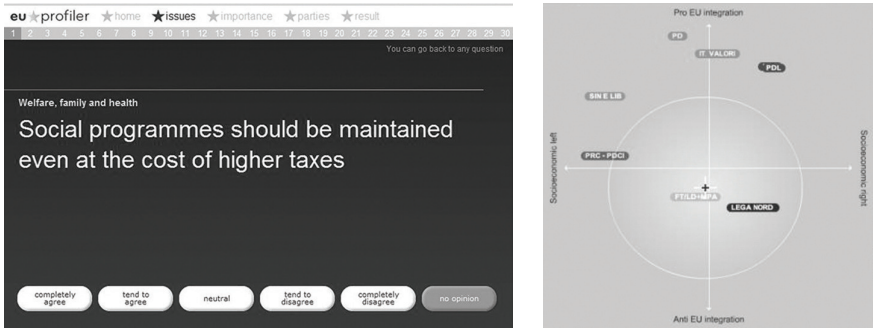 eu profiler home issues importance parties result
1 2 3 4 5 6 7 8 9 10 11 12 13 14 15 16 17 18 19 20 21 22 23 24 25 26 27 28 29 30
You can go back to any question
Welfare, family and health
Social programmes should be maintained
even at the cost of higher taxes
completely
agree
tend to
agree
neutral
tend to
disagree
completely
disagree
no opinion
Pro EU integration
PD
IT VALORI
PDL
SIN E LIB
Socioeconomic left
Socioeconomic right
PRC - PDCI
FT/LD+MPA
LEGA NORD
Anti EU integration